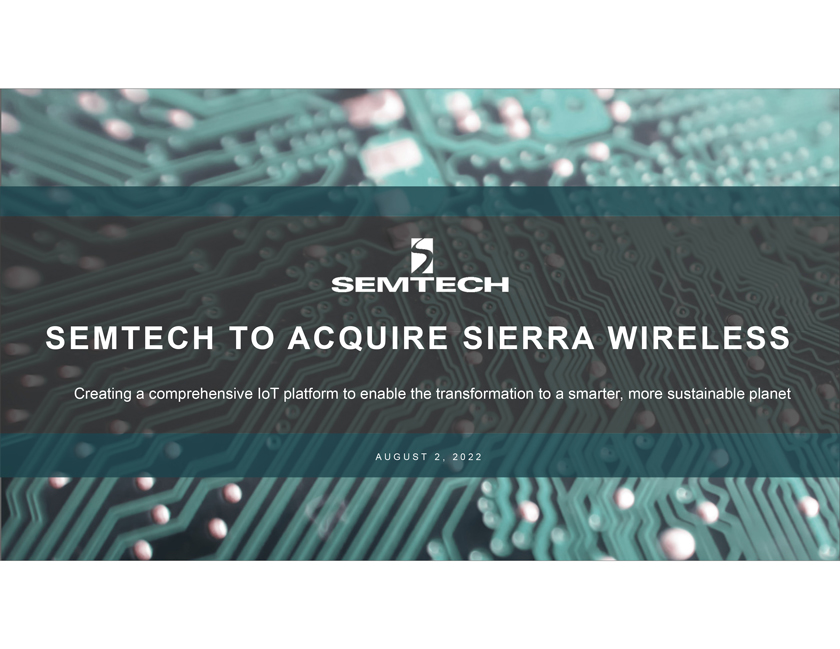 SEMTECH
SEMTECH TO ACQUIRE SIERRA WIRELESS
Creating a comprehensive IoT platform to enable the transformation to a smarter, more sustainable planet
AUGUST 2, 2022